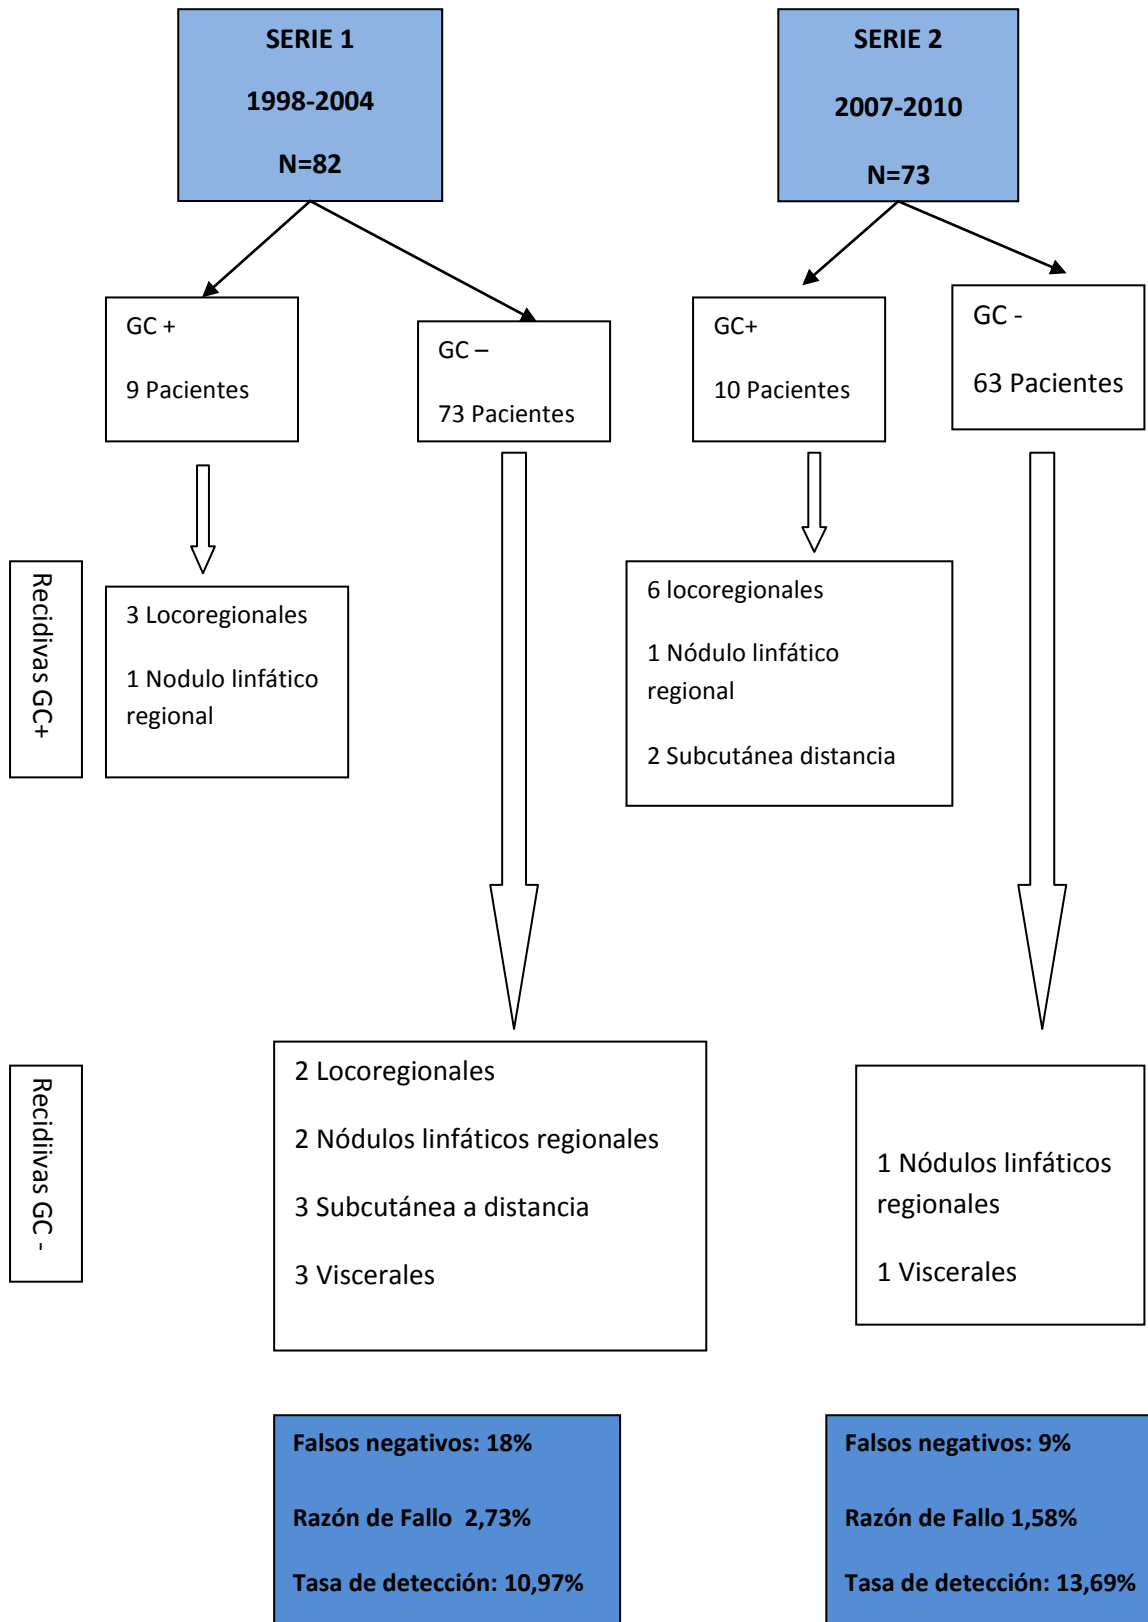 SERIE 1
1998-2004
N=82
SERIE 2
2007-2010
N=73
GC +
9 Pacientes
GC –
73 Pacientes
GC+
10 Pacientes
GC -
63 Pacientes
Recidivas GC+
3 Locoregionales
1 Nodulo linfático
regional
6 locoregionales
1 Nódulo linfático
regional
2 Subcutánea distancia
Recidiivas GC -
2 Locoregionales
2 Nódulos linfáticos regionales
3 Subcutánea a distancia
3 Viscerales
1 Nódulos linfáticos
regionales
1 Viscerales
Falsos negativos: 18%
Razón de Fallo  2,73%
Tasa de detección: 10,97%
Falsos negativos: 9%
Razón de Fallo 1,58%
Tasa de detección: 13,69%